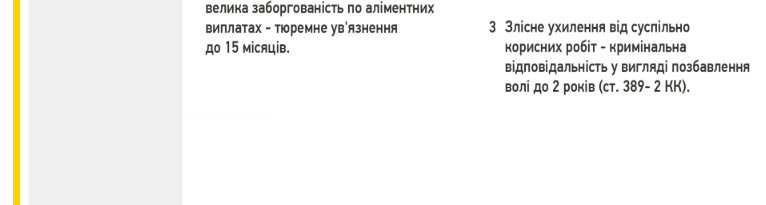 велика заборгованість по аліментних
виплатах - тюремне ув'язнення
до 15 місяців.
3 Злісне ухилення від суспільно
корисних робіт - кримінальна
відповідальність у вигляді позбавлення
волі до 2 років (ст. 389- 2 КК).